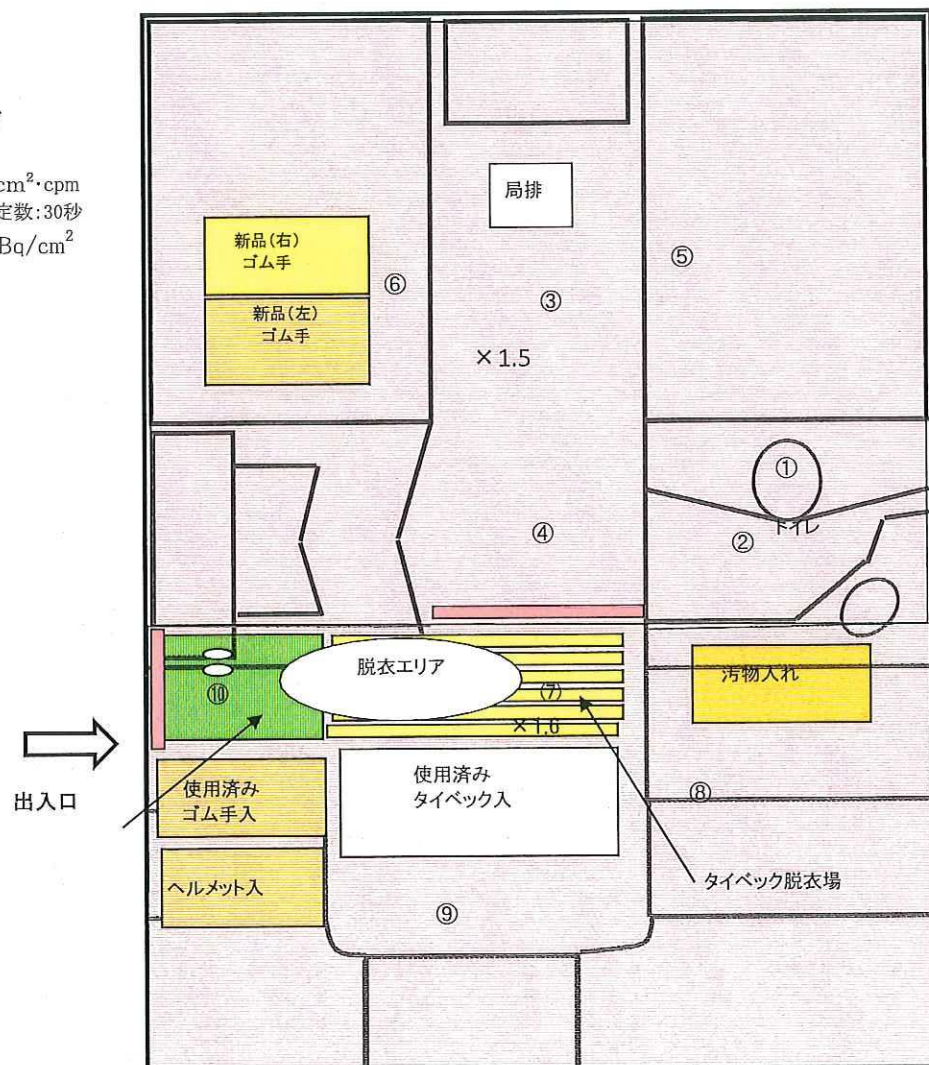 cm²・cpm
定数:30秒
Bq/cm²
局排
新品(右)
ゴム手
新品(左)
ゴム手
⑥
⑤
③
×1.5
①
トイレ
②
④
脱衣エリア
⑩
⑦
×1.6
汚物入れ
出入口
使用済み
ゴム手入
使用済み
タイベック入
⑧
ヘルメット入
タイベック脱衣場
⑨